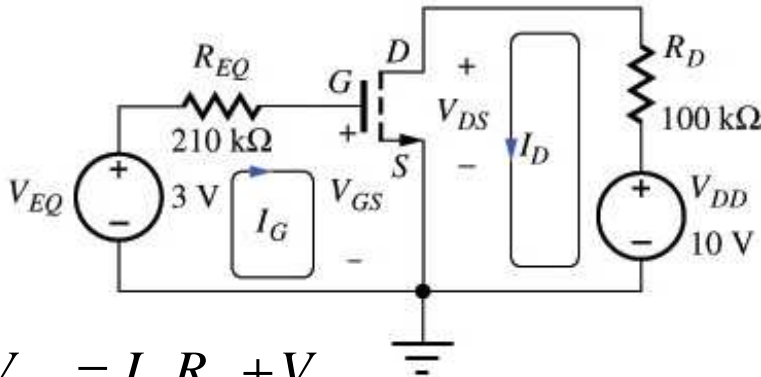 R_EQ
210 kΩ
V_EQ
3 V
I_G
G
D
S
V_GS
V_DS
I_D
R_D
100 kΩ
V_DD
10 V